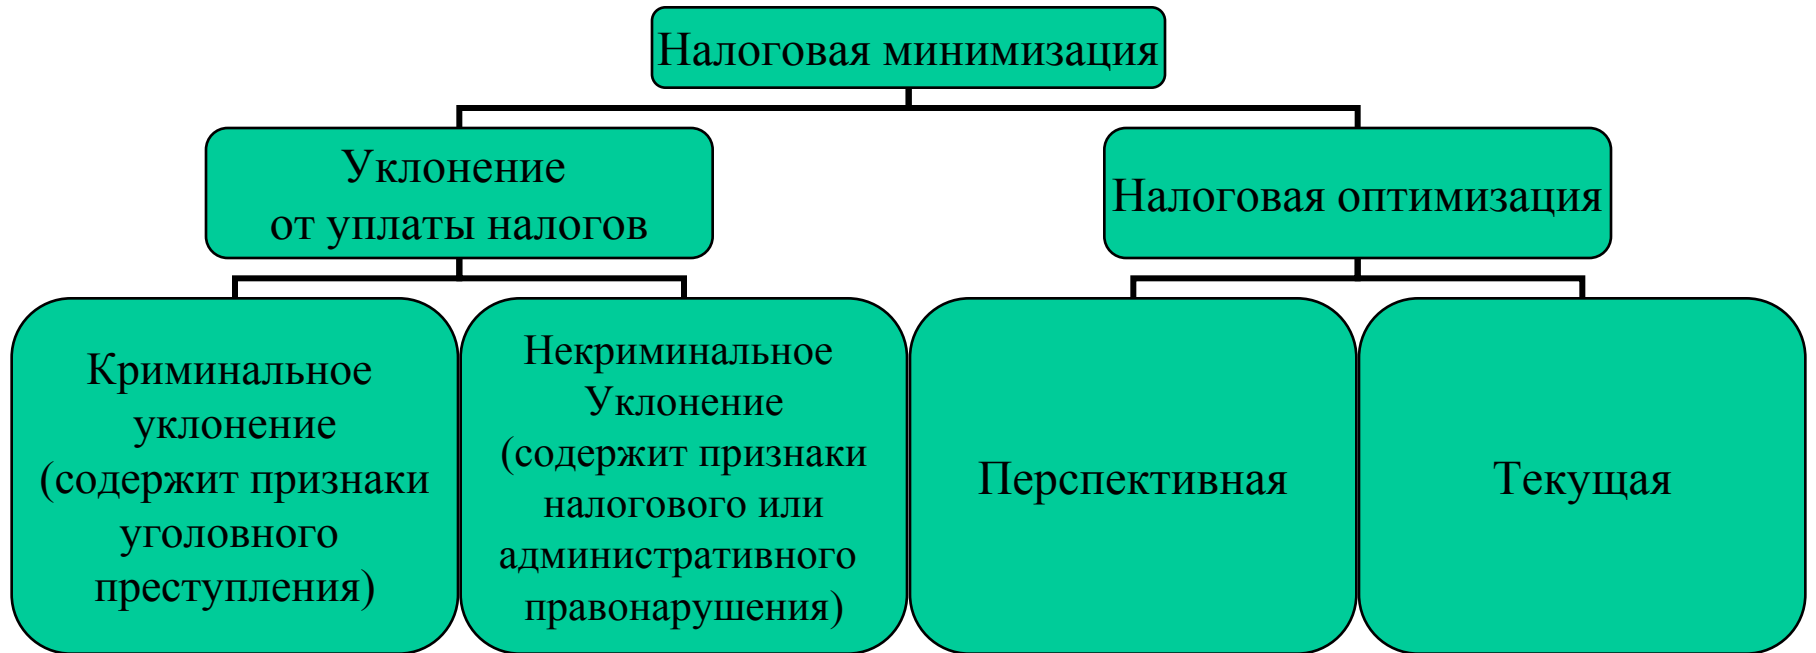 Налоговая минимизация
Уклонение
от уплаты налогов
Налоговая оптимизация
Криминальное
уклонение
(содержит признаки
уголовного
преступления)
Некриминальное
Уклонение
(содержит признаки
налогового или
административного
правонарушения)
Перспективная
Текущая